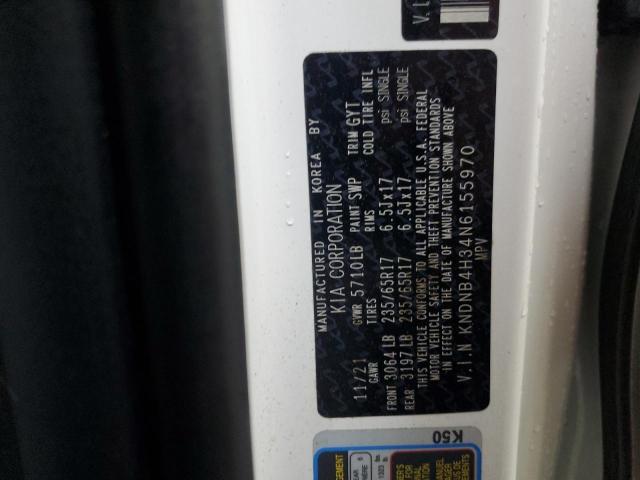 MANUFACTURED IN KOREA BY
KIA CORPORATION
11/21 GVWR 5710LB PAINT SWP TRIM GYT
GAWR TIRES RIMS COLD TIRE INFL
FRONT 3064LB 235/65R17 6.5Jx17 psi SINGLE
REAR 3197LB 235/65R17 6.5Jx17 psi SINGLE
THIS VEHICLE CONFORMS TO ALL APPLICABLE U.S.A. FEDERAL
MOTOR VEHICLE SAFETY AND THEFT PREVENTION STANDARDS
IN EFFECT ON THE DATE OF MANUFACTURE SHOWN ABOVE
V.I.N KNDNB4H34N6155970
MPV
V.I
K50